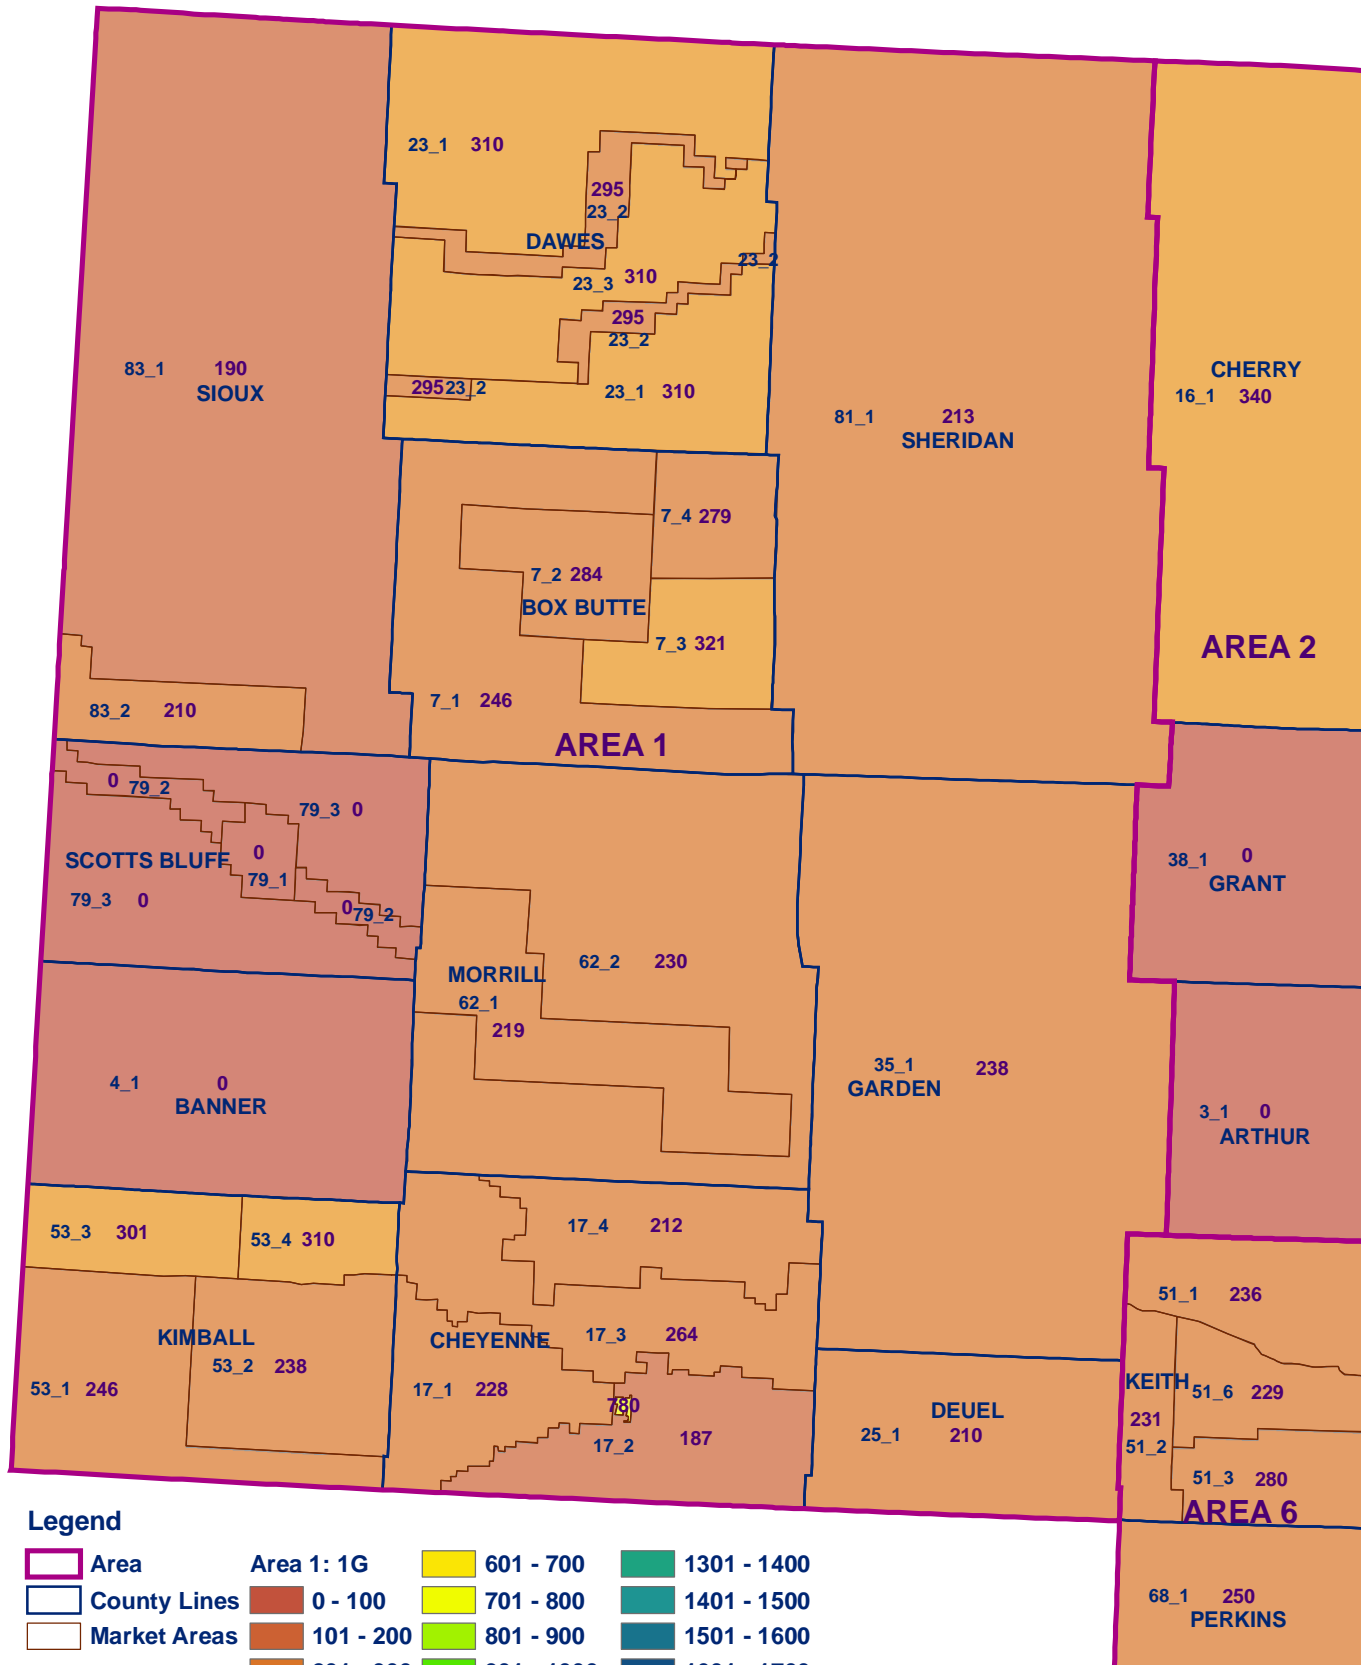 23_1 310
295
23_2
DAWES
23_2
23_3 310
295
23_2
83_1 190
SIOUX
295 23_2
23_1 310
81_1 213
SHERIDAN
CHERRY
16_1 340
7_4 279
7_2 284
BOX BUTTE
7_3 321
AREA 2
83_2 210
7_1 246
AREA 1
0 79_2
79_3 0
SCOTTS BLUFF 0
79_1
79_3 0
0 79_2
38_1 0
GRANT
62_2 230
MORRILL
62_1
219
4_1 0
BANNER
35_1 238
GARDEN
3_1 0
ARTHUR
53_3 301
53_4 310
17_4 212
51_1 236
KIMBALL
53_2 238
CHEYENNE 17_3 264
53_1 246
17_1 228
780
17_2 187
DEUEL
25_1 210
KEITH 51_6 229
231
51_2
51_3 280
AREA 6
68_1 250
PERKINS
Legend
Area
County Lines
Market Areas
Area 1: 1G
0 - 100
101 - 200
601 - 700
701 - 800
801 - 900
1301 - 1400
1401 - 1500
1501 - 1600